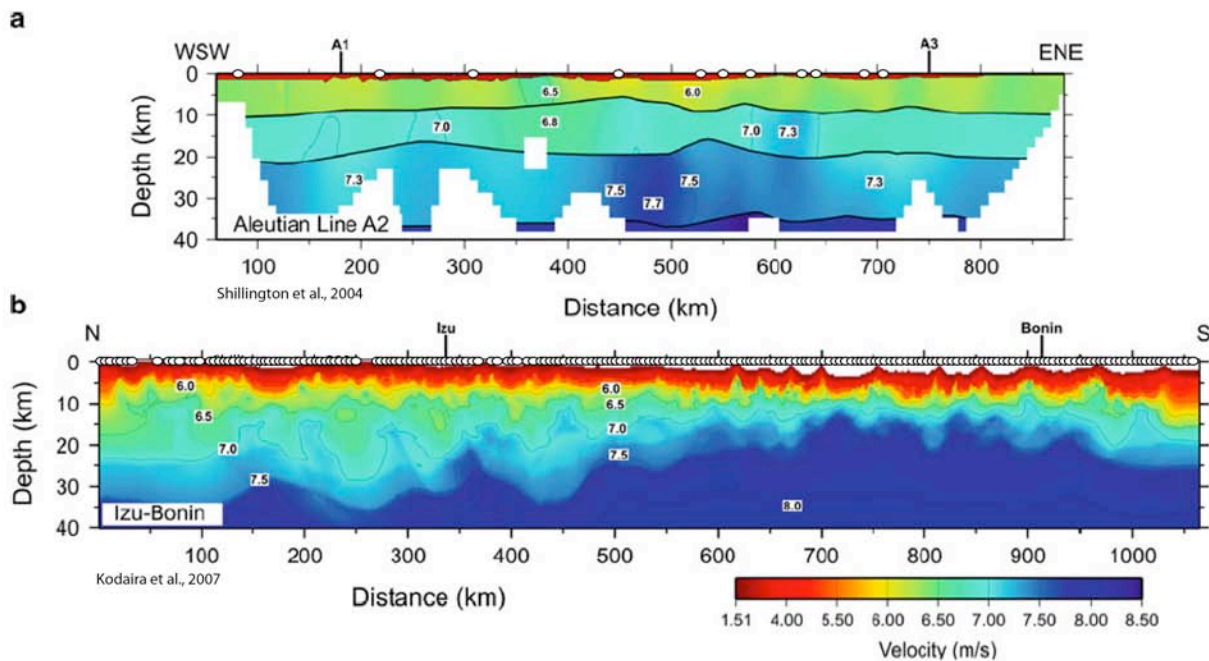 a
WSW A1 A3 ENE
0
10
20
30
40
Depth (km)
6.5 6.0
7.0 6.8 7.0 7.3
7.3 7.5 7.5 7.3
7.7
Aleutian Line A2
100 200 300 400 500 600 700 800
Shillington et al., 2004
Distance (km)
b
N Izu Bonin S
0
10
20
30
40
Depth (km)
6.0 6.0
6.5 6.5
7.0 7.0
7.5 7.5
8.0
Izu-Bonin
100 200 300 400 500 600 700 800 900 1000
Kodaira et al., 2007
Distance (km)
1.51 4.00 5.50 6.00 6.50 7.00 7.50 8.00 8.50
Velocity (m/s)